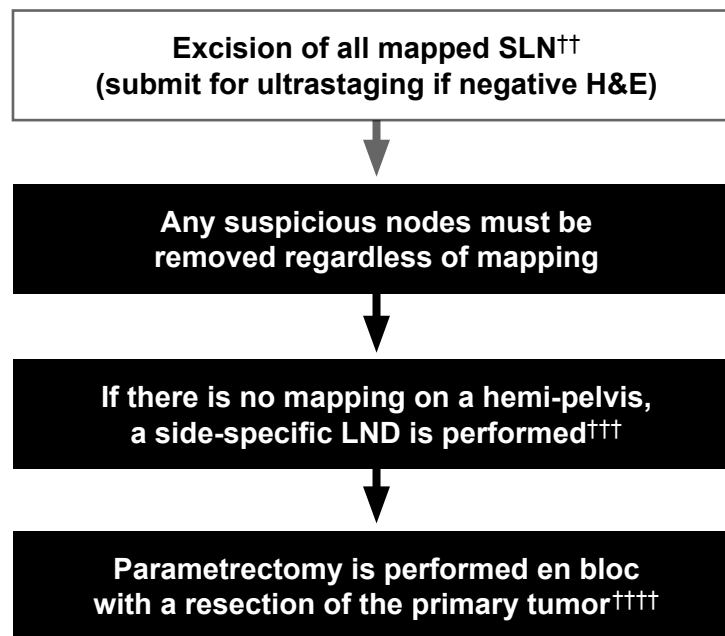 Excision of all mapped SLN††
(submit for ultrastaging if negative H&E)
Any suspicious nodes must be
removed regardless of mapping
If there is no mapping on a hemi-pelvis,
a side-specific LND is performed†††
Parametrectomy is performed en bloc
with a resection of the primary tumor††††